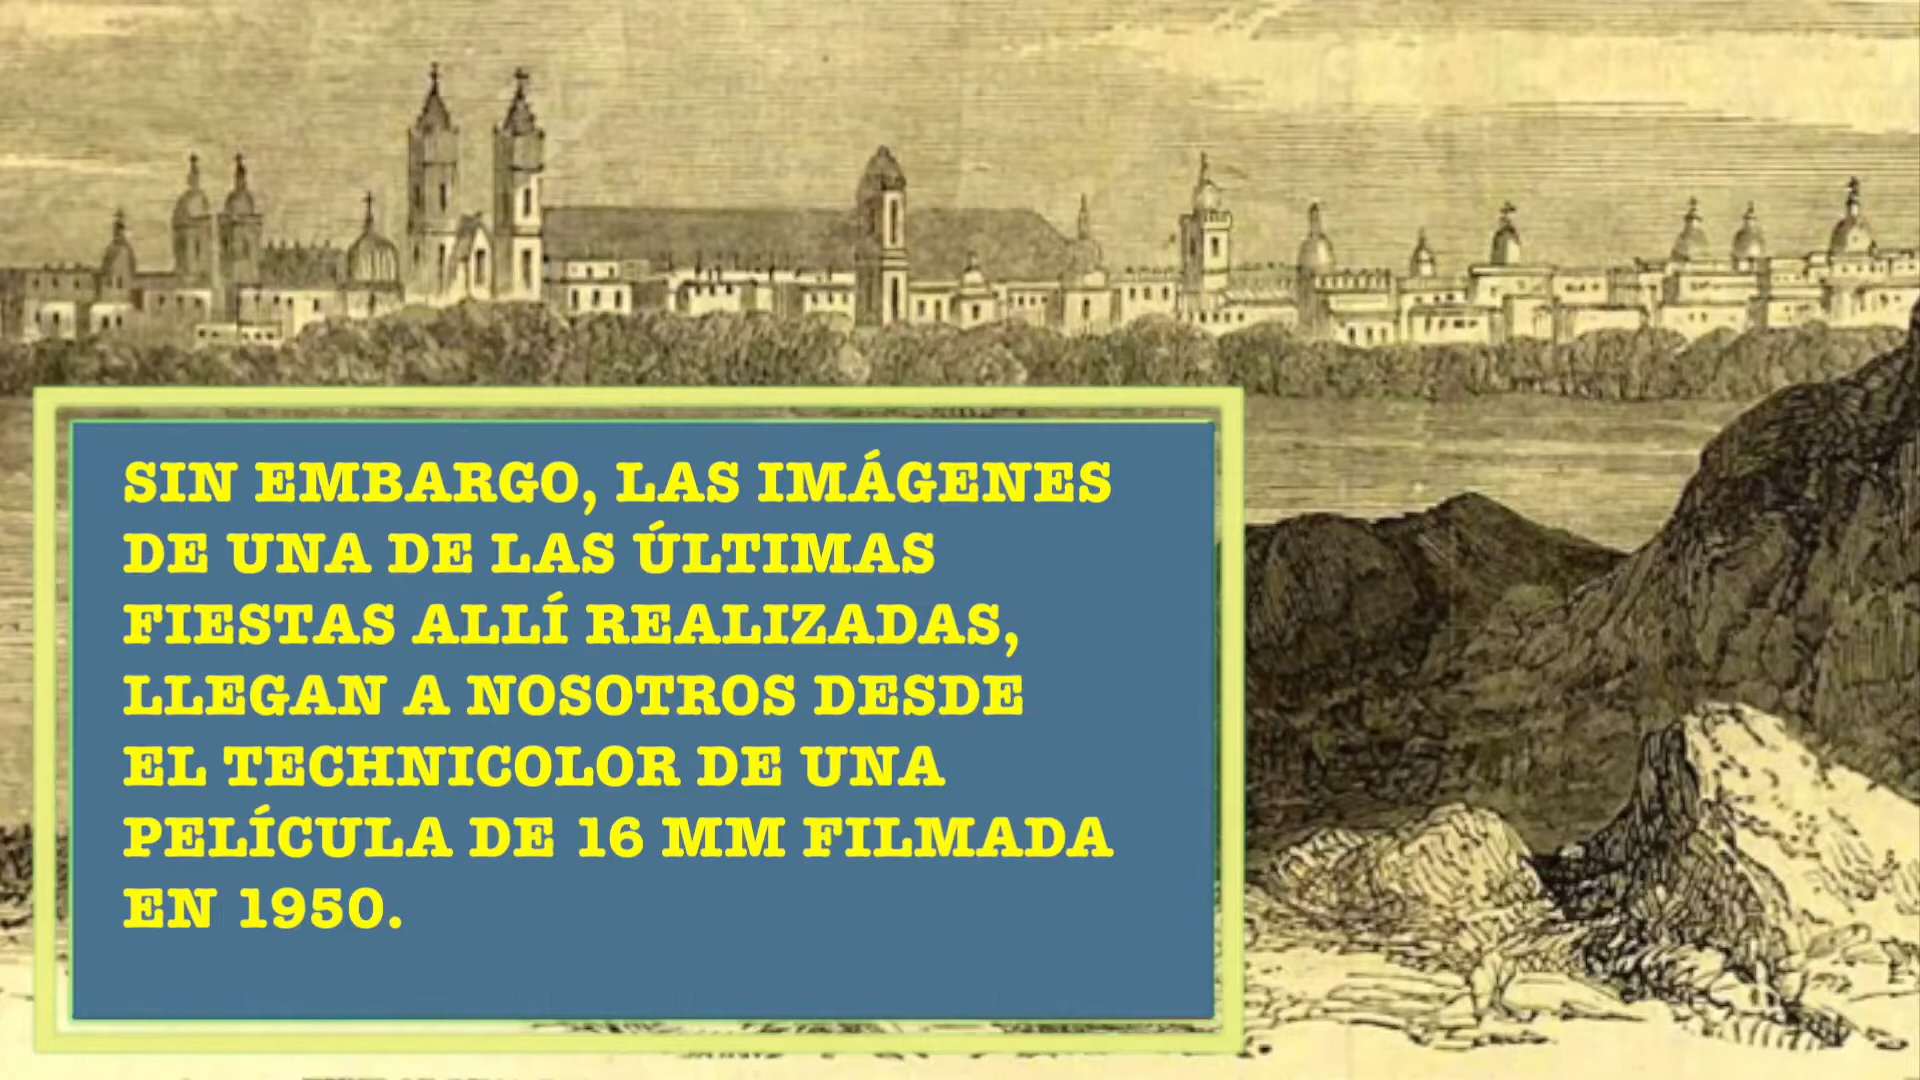 SIN EMBARGO, LAS IMÁGENES
DE UNA DE LAS ÚLTIMAS
FIESTAS ALLÍ REALIZADAS,
LLEGAN A NOSOTROS DESDE
EL TECHNICOLOR DE UNA
PELÍCULA DE 16 MM FILMADA
EN 1950.